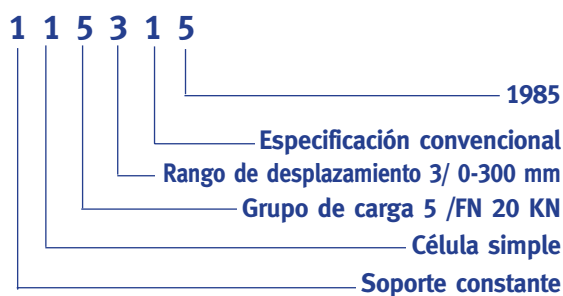 1 1 5 3 1 5
1985
Especificación convencional
Rango de desplazamiento 3/ 0-300 mm
Grupo de carga 5 /FN 20 KN
Célula simple
Soporte constante